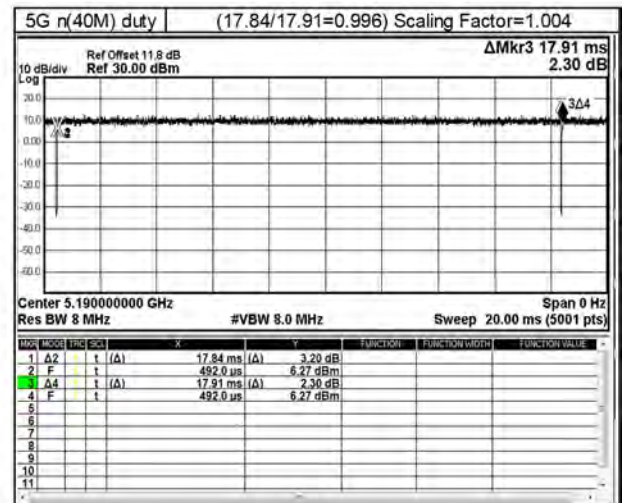 5G n(40M) duty (17.84/17.91=0.996) Scaling Factor=1.004
ΔMkr3 17.91 ms
Ref Offset 11.8 dB
10 dB/div Ref 30.00 dBm 2.30 dB
Log
20.0
3Δ4
10.0
0.00
-10.0
-20.0
-30.0
-40.0
-50.0
-60.0
Center 5.190000000 GHz Span 0 Hz
Res BW 8 MHz #VBW 8.0 MHz Sweep 20.00 ms (5001 pts)
MKR MODE TRC SCL X Y FUNCTION FUNCTION WIDTH FUNCTION VALUE
1 Δ2 t (Δ) 17.84 ms (Δ) 3.20 dB
2 F t 492.0 µs 6.27 dBm
3 Δ4 t (Δ) 17.91 ms (Δ) 2.30 dB
4 F t 492.0 µs 6.27 dBm
5
6
7
8
9
10
11